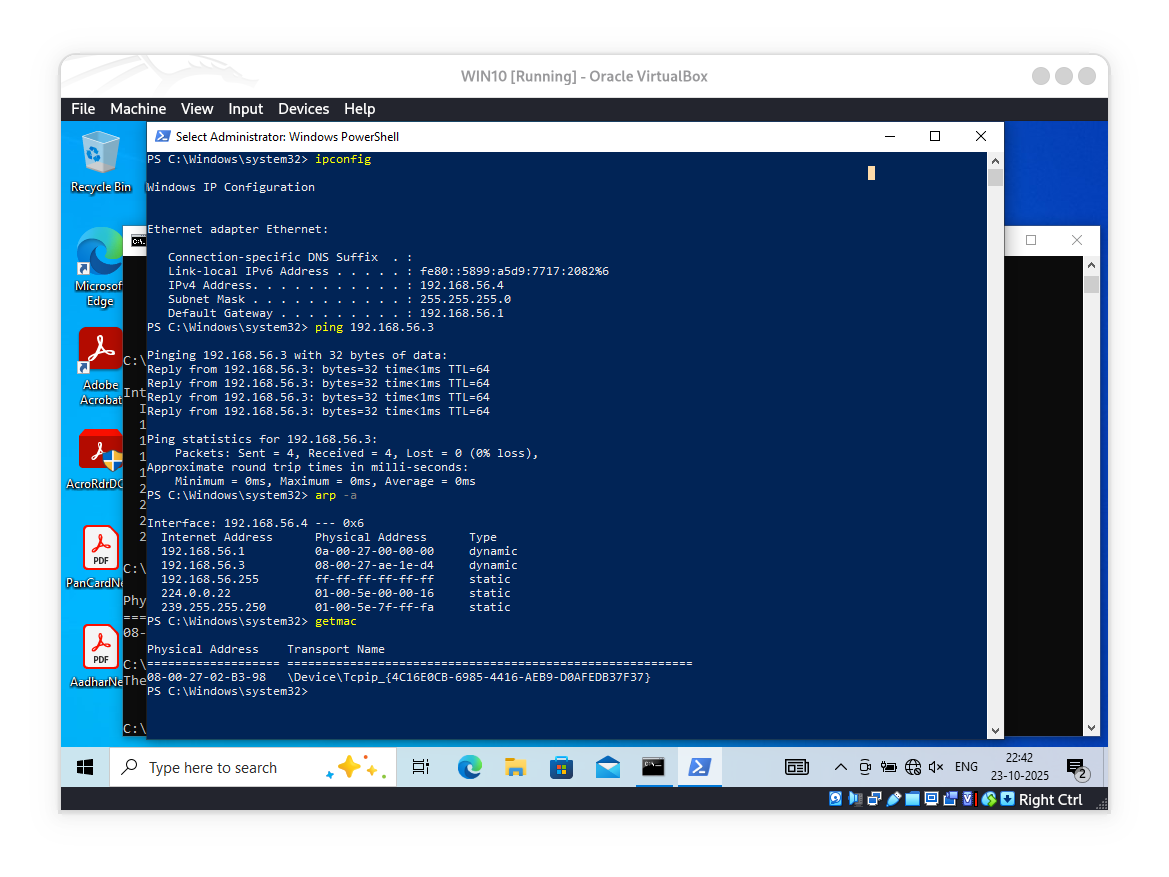 WIN10 [Running] - Oracle VirtualBox
File Machine View Input Devices Help
Select Administrator: Windows PowerShell
PS C:\Windows\system32> ipconfig
Windows IP Configuration
Ethernet adapter Ethernet:
Connection-specific DNS Suffix . :
Link-local IPv6 Address . . . . . : fe80::5899:a5d9:7717:2082%6
IPv4 Address. . . . . . . . . . . : 192.168.56.4
Subnet Mask . . . . . . . . . . . : 255.255.255.0
Default Gateway . . . . . . . . . : 192.168.56.1
PS C:\Windows\system32> ping 192.168.56.3
Pinging 192.168.56.3 with 32 bytes of data:
Reply from 192.168.56.3: bytes=32 time<1ms TTL=64
Reply from 192.168.56.3: bytes=32 time<1ms TTL=64
Reply from 192.168.56.3: bytes=32 time<1ms TTL=64
Reply from 192.168.56.3: bytes=32 time<1ms TTL=64
Ping statistics for 192.168.56.3:
Packets: Sent = 4, Received = 4, Lost = 0 (0% loss),
Approximate round trip times in milli-seconds:
Minimum = 0ms, Maximum = 0ms, Average = 0ms
PS C:\Windows\system32> arp -a
Interface: 192.168.56.4 --- 0x6
Internet Address Physical Address Type
192.168.56.1 0a-00-27-00-00-00 dynamic
192.168.56.3 08-00-27-ae-1e-d4 dynamic
192.168.56.255 ff-ff-ff-ff-ff-ff static
224.0.0.22 01-00-5e-00-00-16 static
239.255.255.250 01-00-5e-7f-ff-fa static
PS C:\Windows\system32> getmac
Physical Address Transport Name
=================== ==========================================================
08-00-27-02-B3-98 \Device\Tcpip_{4C16E0CB-6985-4416-AEB9-D0AFEDB37F37}
PS C:\Windows\system32>
Recycle Bin
Microsof
Edge
Adobe
Acrobat
AcroRdrDC
PDF
PanCardNe
PDF
AadharNe
C:\
Int
I
1
1
1
1
2
2
2
2
C:\
Phy
===
08-
C:\
The
C:\
Type here to search
ENG
22:42
23-10-2025
2
Right Ctrl